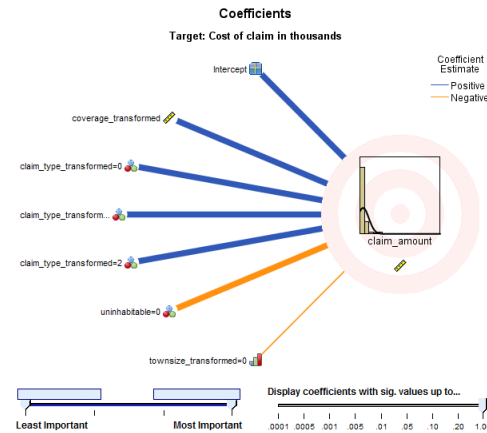 Coefficients
Target: Cost of claim in thousands
Coefficient
Estimate
Positive
Negative
Intercept
coverage_transformed
claim_type_transformed=0
claim_type_transform...
claim_type_transformed=2
uninhabitable=0
townsize_transformed=0
claim_amount
Least Important
Most Important
Display coefficients with sig. values up to...
.0001 .0005 .001 .005 .01 .05 .10 .20 1.0